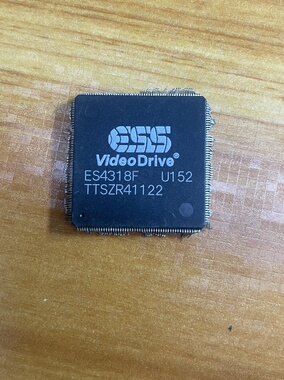 ESS
VideoDrive®
ES4318F U152
TTSZR41122